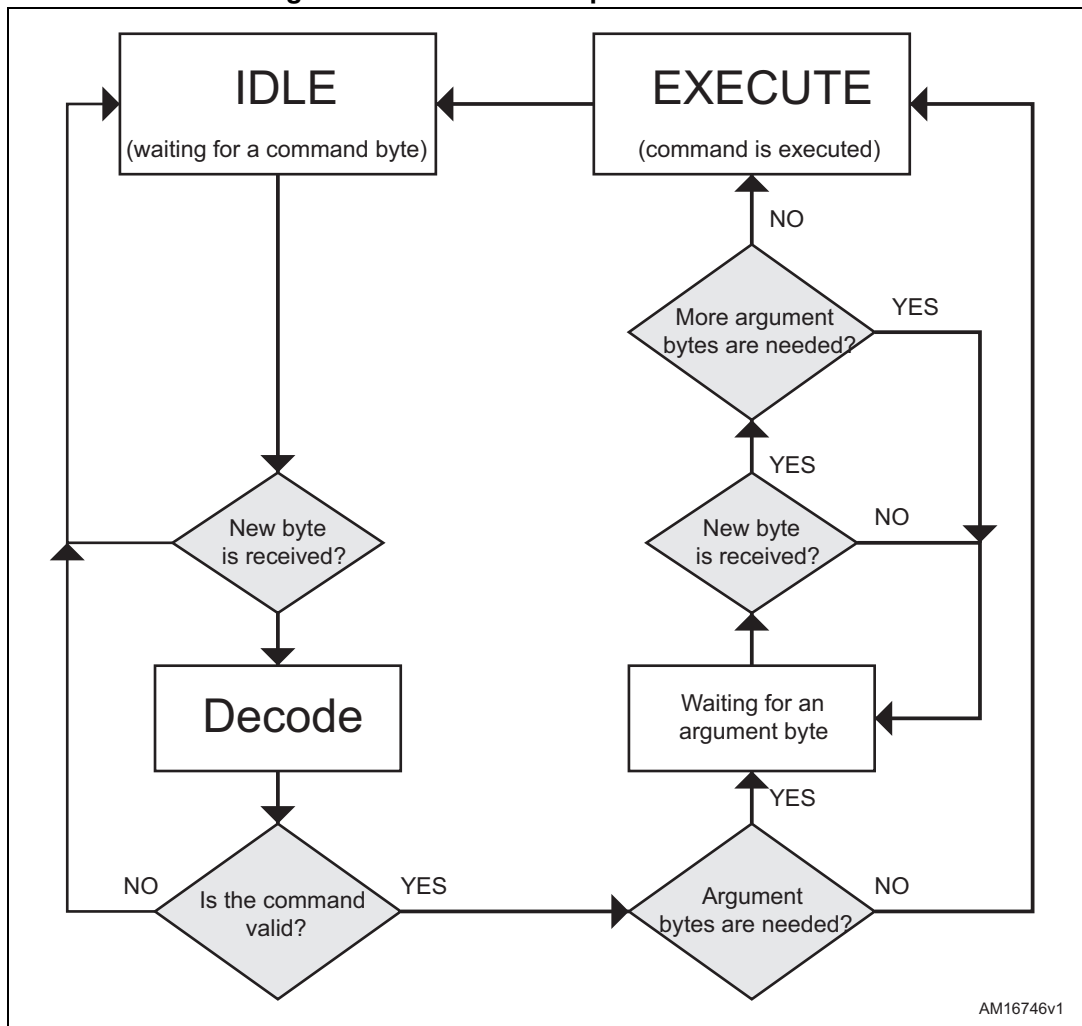 IDLE
(waiting for a command byte)
EXECUTE
(command is executed)
NO
More argument
bytes are needed?
YES
New byte
is received?
YES
New byte
is received?
NO
Decode
Waiting for an
argument byte
YES
NO
Is the command
valid?
YES
Argument
bytes are needed?
NO
AM16746v1